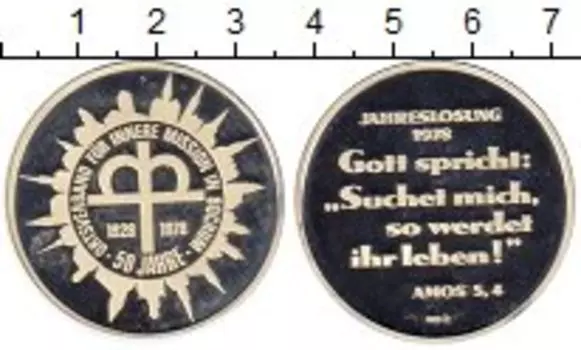 1 2 3 4 5 6 7
ORTSVERBAND FÜR INNERE MISSION IN BOCHUM
1928 1978
· 50 JAHRE ·
JAHRESLOSUNG
1978
Gott spricht:
„Suchet mich,
so werdet
ihr leben!"
AMOS 5, 4